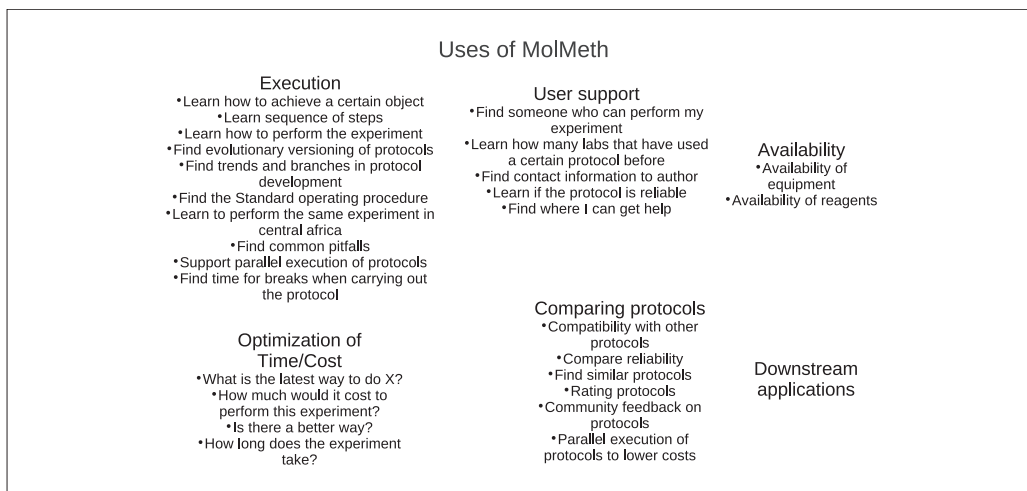 Uses of MolMeth
Execution
•Learn how to achieve a certain object
•Learn sequence of steps
•Learn how to perform the experiment
•Find evolutionary versioning of protocols
•Find trends and branches in protocol
development
•Find the Standard operating procedure
•Learn to perform the same experiment in
central africa
•Find common pitfalls
•Support parallel execution of protocols
•Find time for breaks when carrying out
the protocol
User support
•Find someone who can perform my
experiment
•Learn how many labs that have used
a certain protocol before
•Find contact information to author
•Learn if the protocol is reliable
•Find where I can get help
Availability
•Availability of
equipment
•Availability of reagents
Optimization of
Time/Cost
•What is the latest way to do X?
•How much would it cost to
perform this experiment?
•Is there a better way?
•How long does the experiment
take?
Comparing protocols
•Compatibility with other
protocols
•Compare reliability
•Find similar protocols
•Rating protocols
•Community feedback on
protocols
•Parallel execution of
protocols to lower costs
Downstream
applications